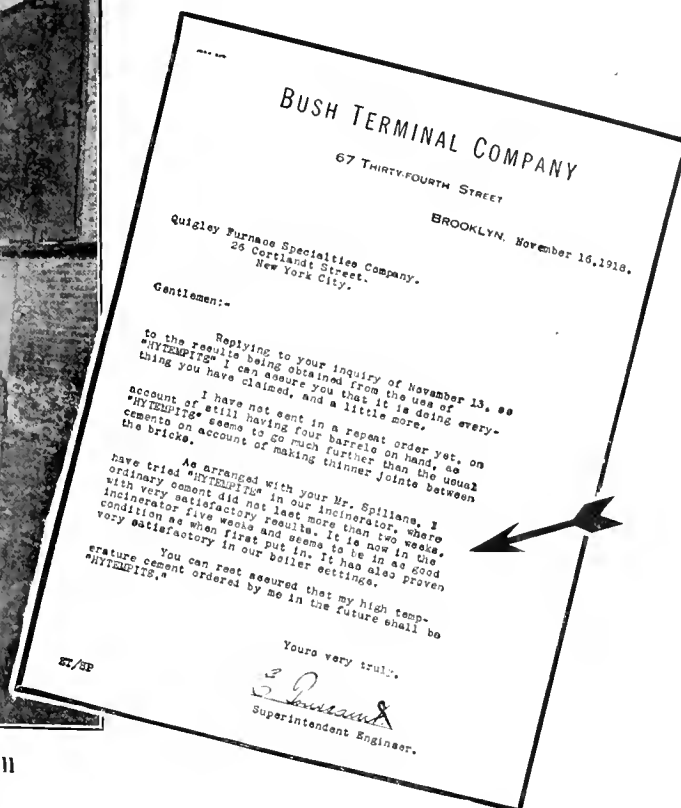 BUSH TERMINAL COMPANY
67 THIRTY-FOURTH STREET
BROOKLYN, November 16,1918.
Quigley Furnace Specialties Company.
26 Cortlandt Street-
New York City.
Gentlemen:-
Replying to your inquiry of November 13, as
to the results being obtained from the use of
"HYTEMPITE" I can assure you that it is doing every-
thing you have claimed, and a little more.
I have not sent in a repeat order yet, on
account of still having four barrels on hand, as
"HYTEMPITE" seems to go much further than the usual
cements on account of making thinner joints between
the bricks.
As arranged with your Mr. Spillane, I
have tried "HYTEMPITE" in our incinerator, where
ordinary cement did not last more than two weeks,
with very satisfactory results. It is now in the
incinerator five weeks and seems to be in as good
condition as when first put in. It has also proven
very satisfactory in our boiler settings.
You can rest assured that my high temp-
erature cement ordered by me in the future shall be
"HYTEMPITE."
Yours very truly,
ET/SP
Superintendent Engineer.